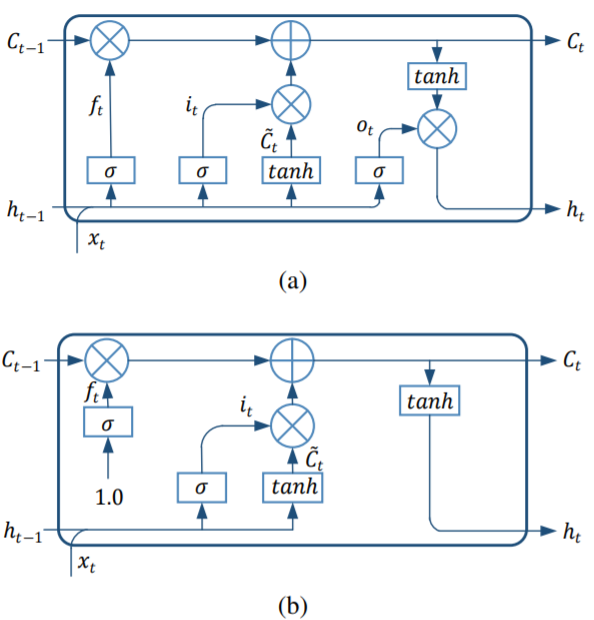 C_{t-1} C_t
tanh
f_t i_t
o_t
C̃_t
σ σ tanh σ
h_{t-1} h_t
x_t
(a)
C_{t-1} C_t
f_t
tanh
i_t
σ
C̃_t
1.0 σ tanh
h_{t-1} h_t
x_t
(b)